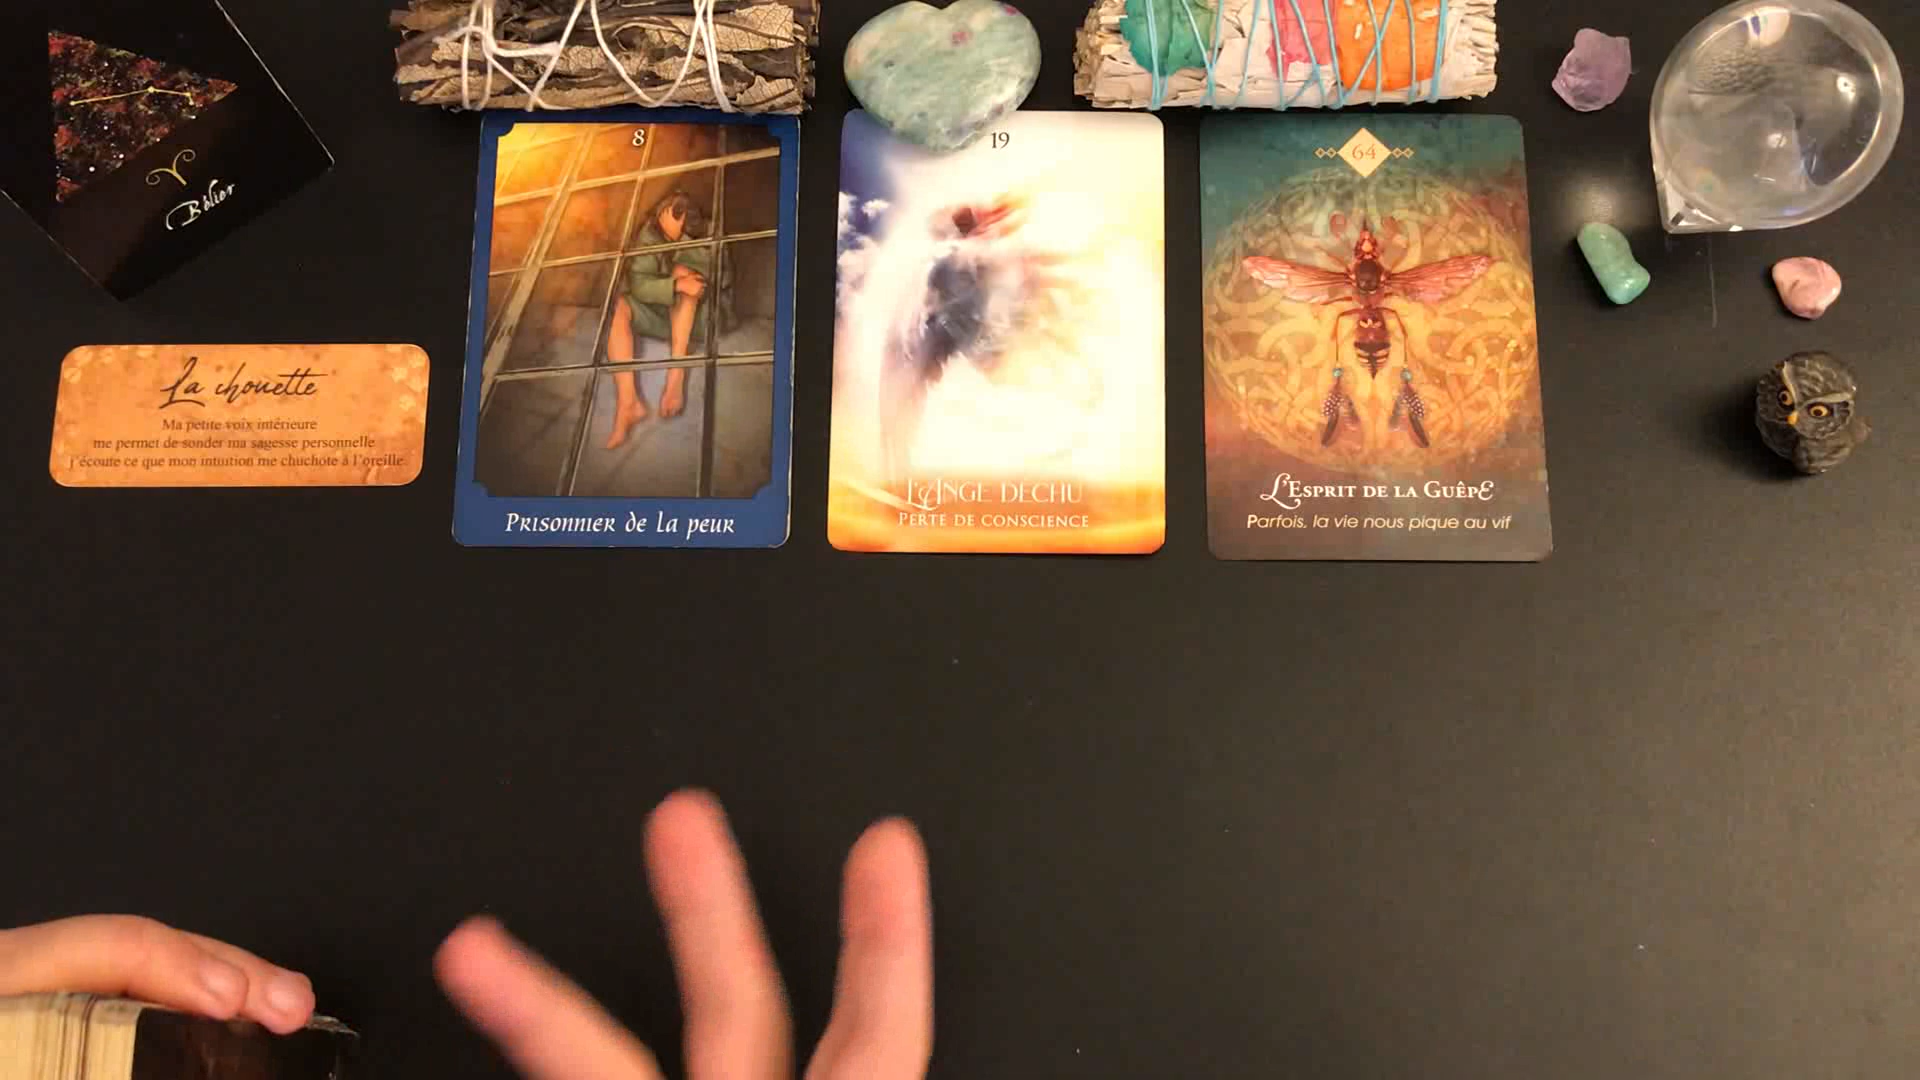 Bélier
La chouette
Ma petite voix intérieure
me permet de sonder ma sagesse personnelle
j'écoute ce que mon intuition me chuchote à l'oreille.
8
Prisonnier de la peur
19
L'Ange Déchu
Perte de conscience
64
L'Esprit de la Guêpe
Parfois, la vie nous pique au vif